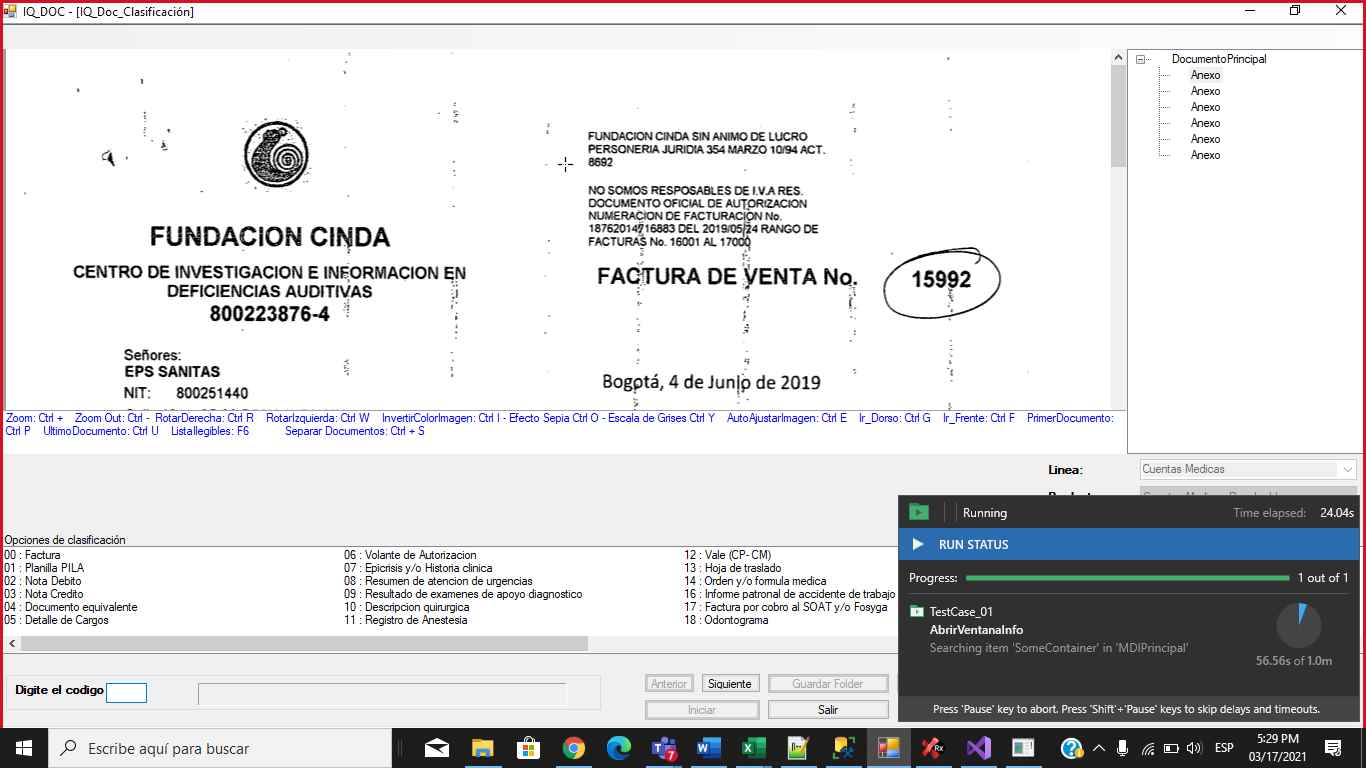 IQ_DOC - [IQ_Doc_Clasificación]
FUNDACION CINDA
CENTRO DE INVESTIGACION E INFORMACION EN
DEFICIENCIAS AUDITIVAS
800223876-4
Señores:
EPS SANITAS
NIT: 800251440
FUNDACION CINDA SIN ANIMO DE LUCRO
PERSONERIA JURIDIA 354 MARZO 10/94 ACT.
8692
NO SOMOS RESPOSABLES DE I.V.A RES.
DOCUMENTO OFICIAL DE AUTORIZACION
NUMERACION DE FACTURACION No.
18762014716883 DEL 2019/05/24 RANGO DE
FACTURAS No. 16001 AL 17000
FACTURA DE VENTA No. 15992
Bogotá, 4 de Junio de 2019
DocumentoPrincipal
Anexo
Anexo
Anexo
Anexo
Anexo
Anexo
Zoom: Ctrl + Zoom Out: Ctrl - RotarDerecha: Ctrl R RotarIzquierda: Ctrl W InvertirColorImagen: Ctrl I - Efecto Sepia Ctrl O - Escala de Grises Ctrl Y AutoAjustarImagen: Ctrl E Ir_Dorso: Ctrl G Ir_Frente: Ctrl F PrimerDocumento:
Ctrl P UltimoDocumento: Ctrl U ListaIlegibles: F6 Separar Documentos: Ctrl + S
Linea: Cuentas Medicas
Opciones de clasificación
00 : Factura
01 : Planilla PILA
02 : Nota Debito
03 : Nota Credito
04 : Documento equivalente
05 : Detalle de Cargos
06 : Volante de Autorizacion
07 : Epicrisis y/o Historia clinica
08 : Resumen de atencion de urgencias
09 : Resultado de examenes de apoyo diagnostico
10 : Descripcion quirurgica
11 : Registro de Anestesia
12 : Vale (CP-CM)
13 : Hoja de traslado
14 : Orden y/o formula medica
16 : Informe patronal de accidente de trabajo
17 : Factura por cobro al SOAT y/o Fosyga
18 : Odontograma
Digite el codigo
Anterior Siguiente Guardar Folder
Iniciar Salir
Running Time elapsed: 24.04s
RUN STATUS
Progress: 1 out of 1
TestCase_01
AbrirVentanaInfo
Searching item 'SomeContainer' in 'MDIPrincipal'
56.56s of 1.0m
Press 'Pause' key to abort. Press 'Shift'+'Pause' keys to skip delays and timeouts.
Escribe aquí para buscar
7
Rx
ESP
5:29 PM
03/17/2021